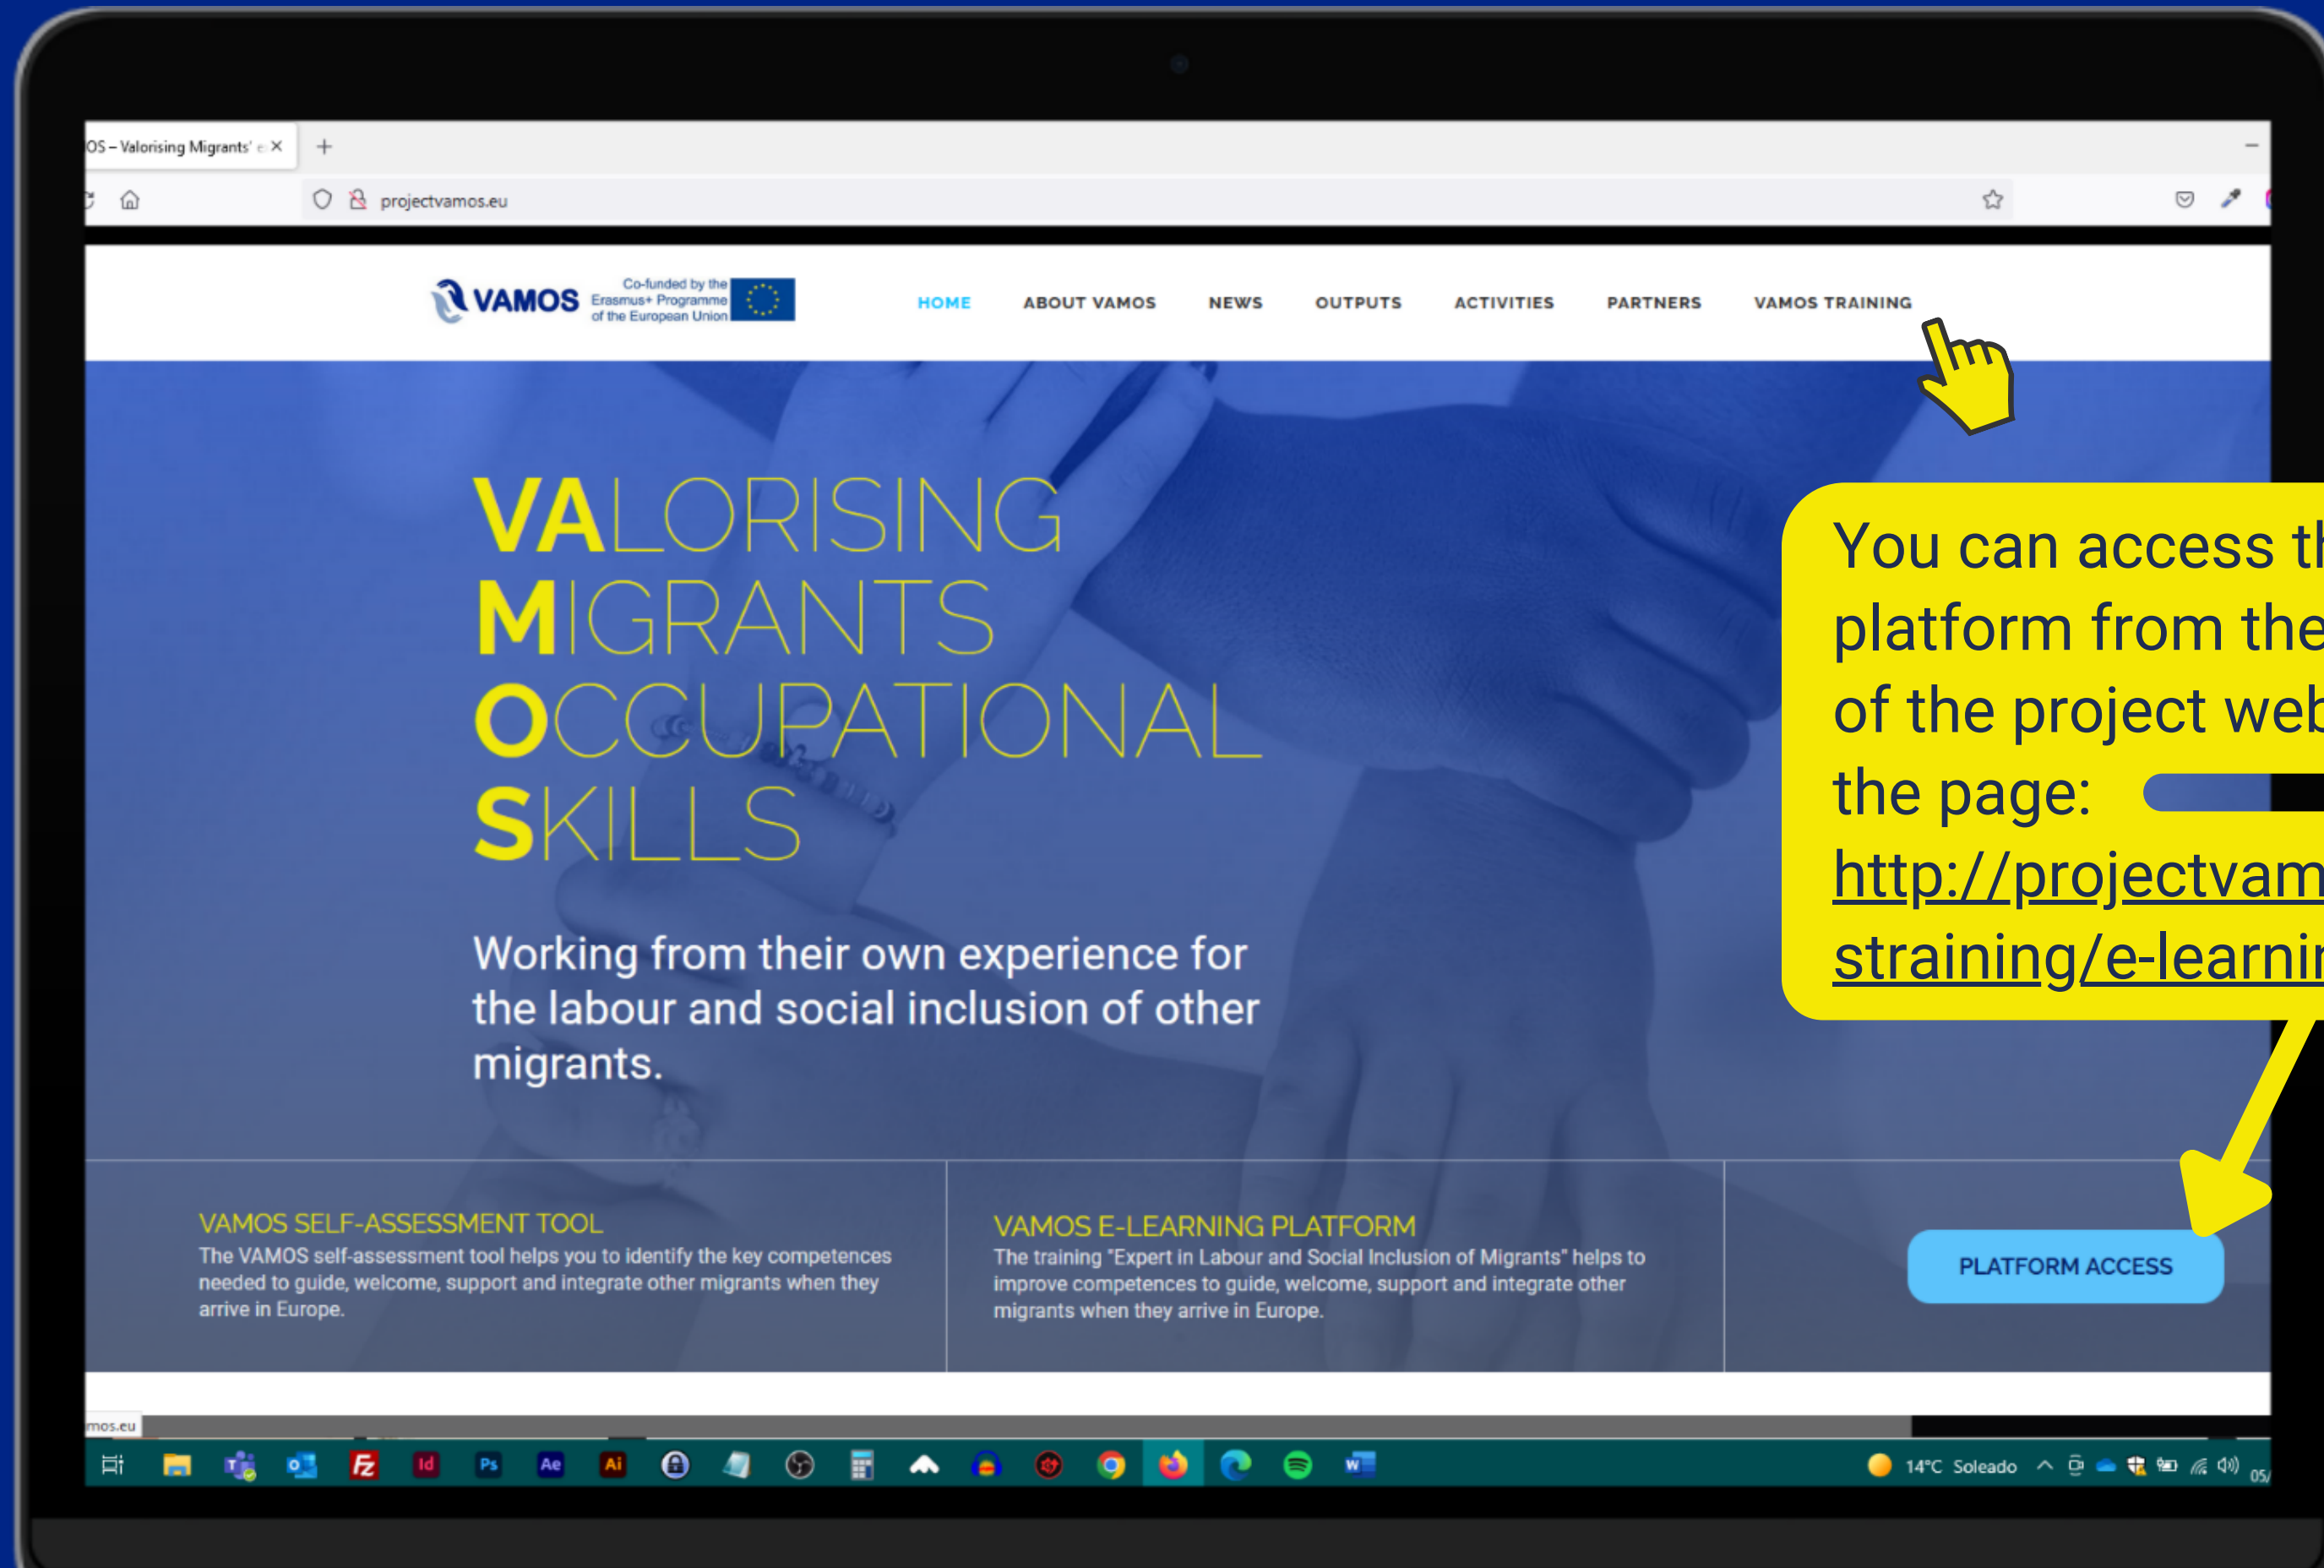 OS – Valorising Migrants' e
projectvamos.eu
VAMOS
Co-funded by the
Erasmus+ Programme
of the European Union
HOME ABOUT VAMOS NEWS OUTPUTS ACTIVITIES PARTNERS VAMOS TRAINING
VALORISING
MIGRANTS
OCCUPATIONAL
SKILLS
Working from their own experience for
the labour and social inclusion of other
migrants.
You can access th
platform from the
of the project web
the page:
http://projectvam
straining/e-learnin
VAMOS SELF-ASSESSMENT TOOL
The VAMOS self-assessment tool helps you to identify the key competences
needed to guide, welcome, support and integrate other migrants when they
arrive in Europe.
VAMOS E-LEARNING PLATFORM
The training "Expert in Labour and Social Inclusion of Migrants" helps to
improve competences to guide, welcome, support and integrate other
migrants when they arrive in Europe.
PLATFORM ACCESS
mos.eu
Fz Id Ps Ae Ai
14°C Soleado
05/